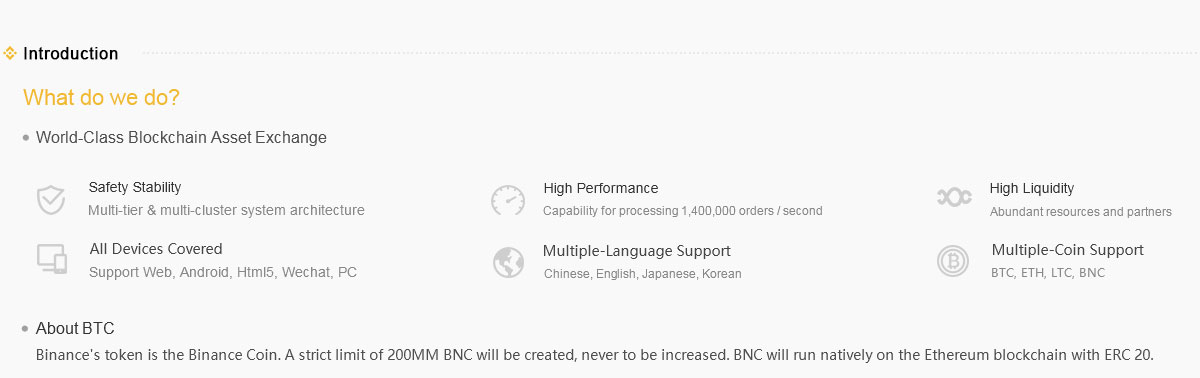 Introduction
What do we do?
World-Class Blockchain Asset Exchange
Safety Stability
Multi-tier & multi-cluster system architecture
High Performance
Capability for processing 1,400,000 orders / second
High Liquidity
Abundant resources and partners
All Devices Covered
Support Web, Android, Html5, Wechat, PC
Multiple-Language Support
Chinese, English, Japanese, Korean
Multiple-Coin Support
BTC, ETH, LTC, BNC
About BTC
Binance's token is the Binance Coin. A strict limit of 200MM BNC will be created, never to be increased. BNC will run natively on the Ethereum blockchain with ERC 20.